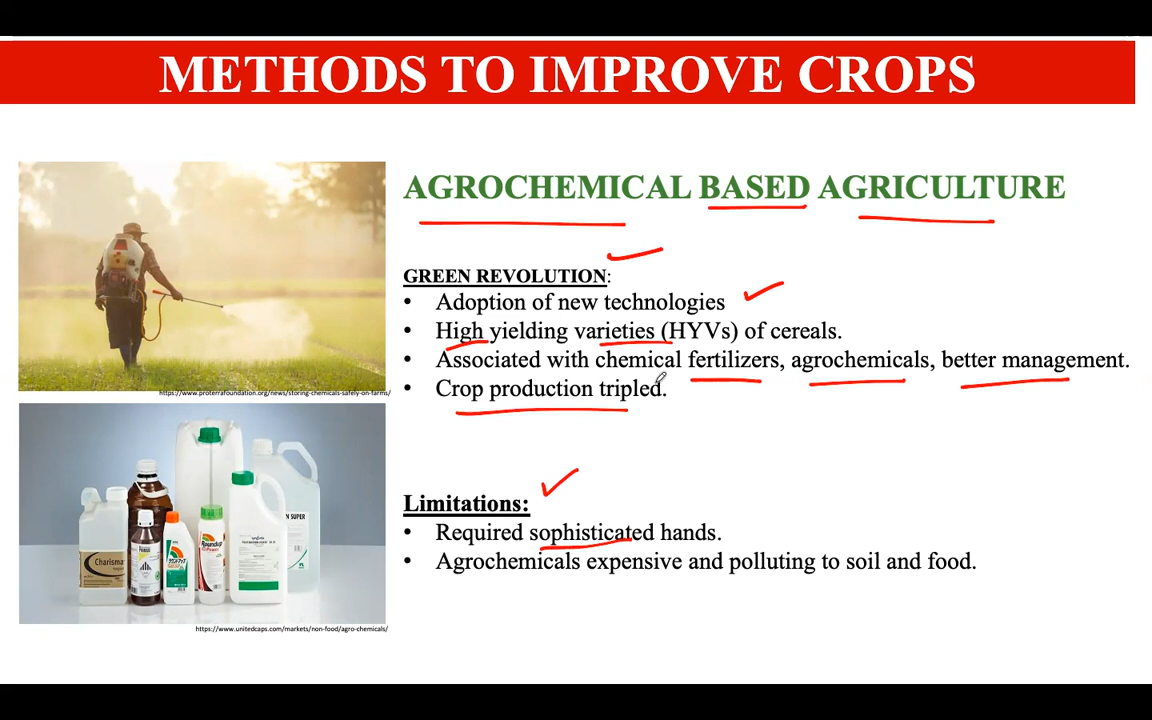 METHODS TO IMPROVE CROPS
AGROCHEMICAL BASED AGRICULTURE
GREEN REVOLUTION:
• Adoption of new technologies
• High yielding varieties (HYVs) of cereals.
• Associated with chemical fertilizers, agrochemicals, better management.
• Crop production tripled.
https://www.proterrafoundation.org/news/storing-chemicals-safely-on-farms/
Limitations:
• Required sophisticated hands.
• Agrochemicals expensive and polluting to soil and food.
Charisma
Roundup
N SUPER
https://www.unitedcaps.com/markets/non-food/agro-chemicals/